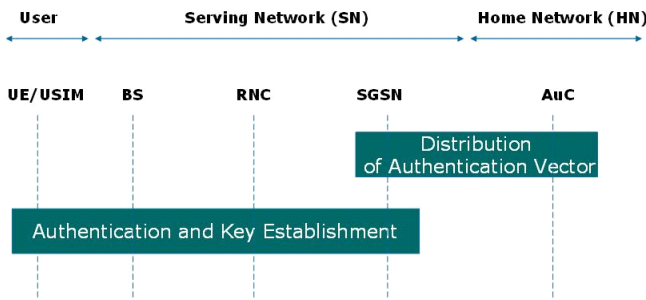 User
Serving Network (SN)
Home Network (HN)
UE/USIM
BS
RNC
SGSN
AuC
Distribution
of Authentication Vector
Authentication and Key Establishment